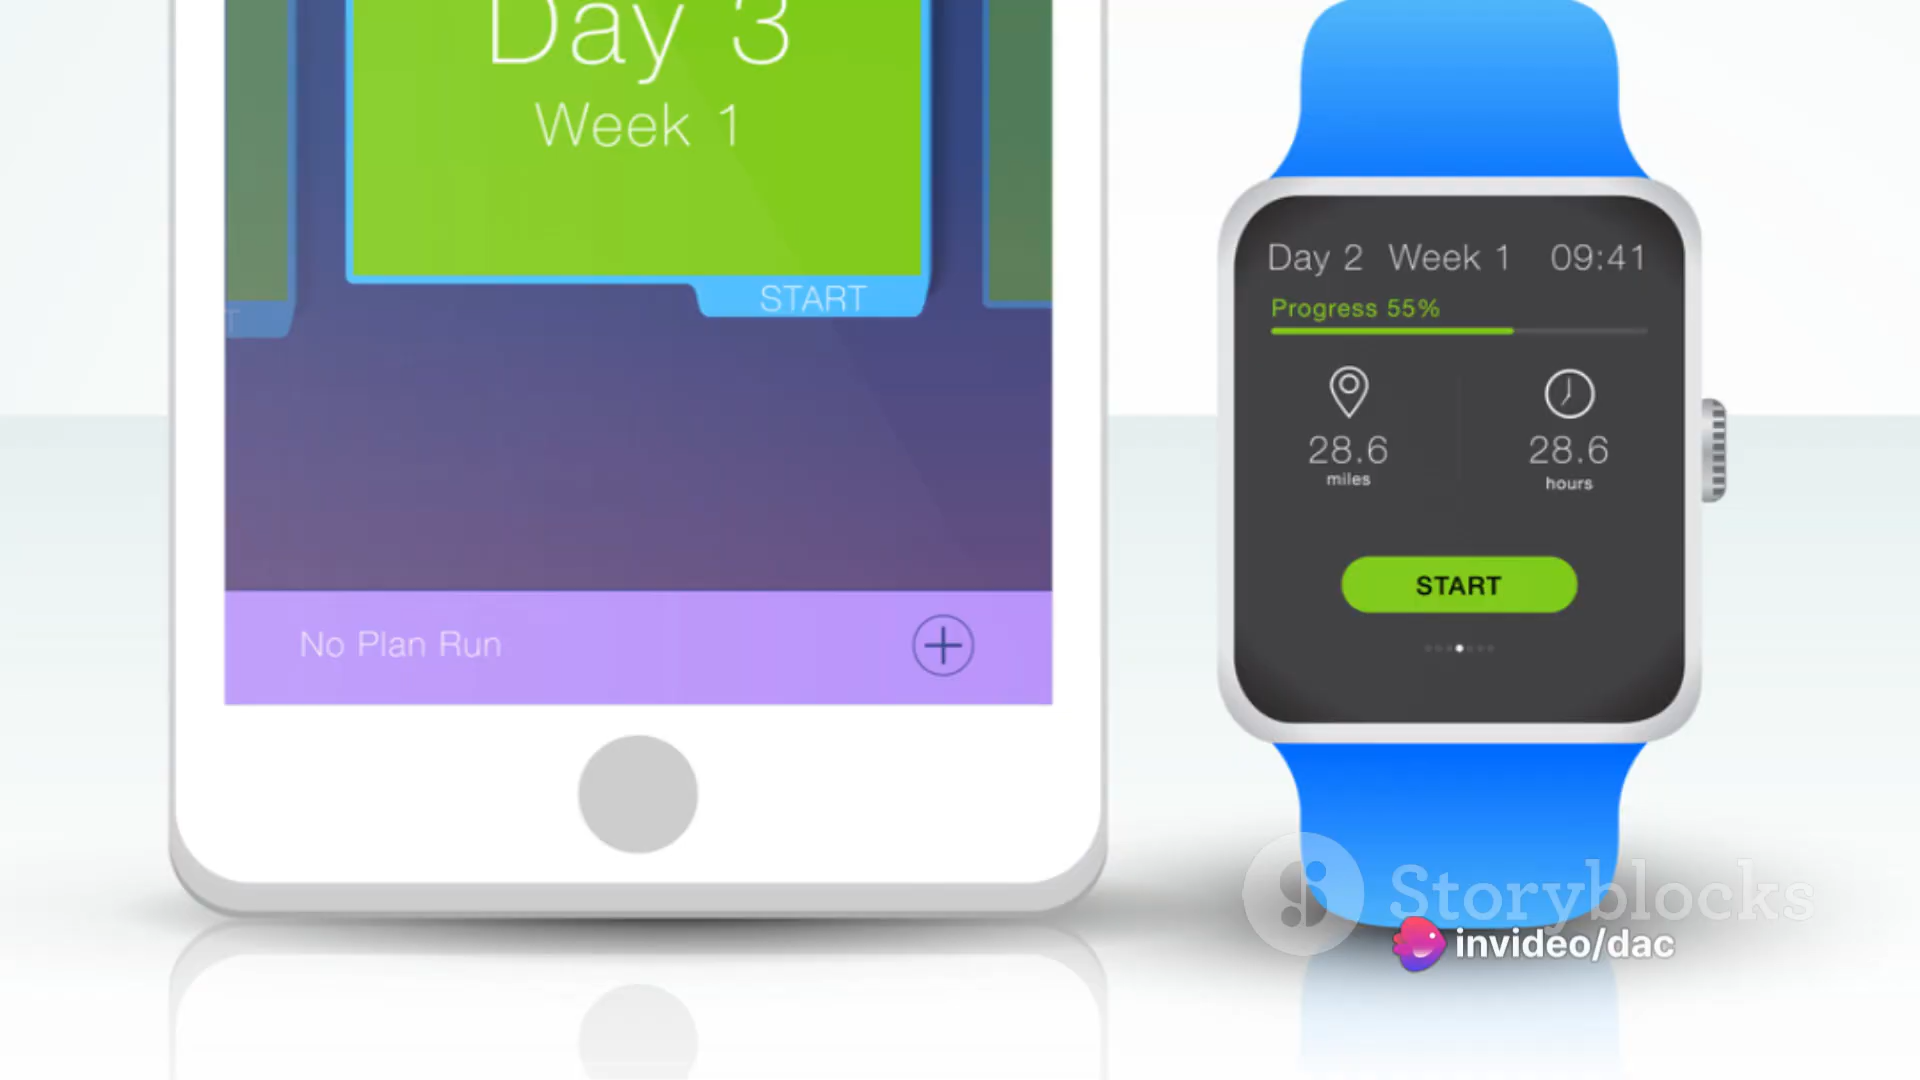 Day 3
Week 1
START
T
No Plan Run
Day 2 Week 1 09:41
Progress 55%
28.6 28.6
miles hours
START
Storyblocks
invideo/dac